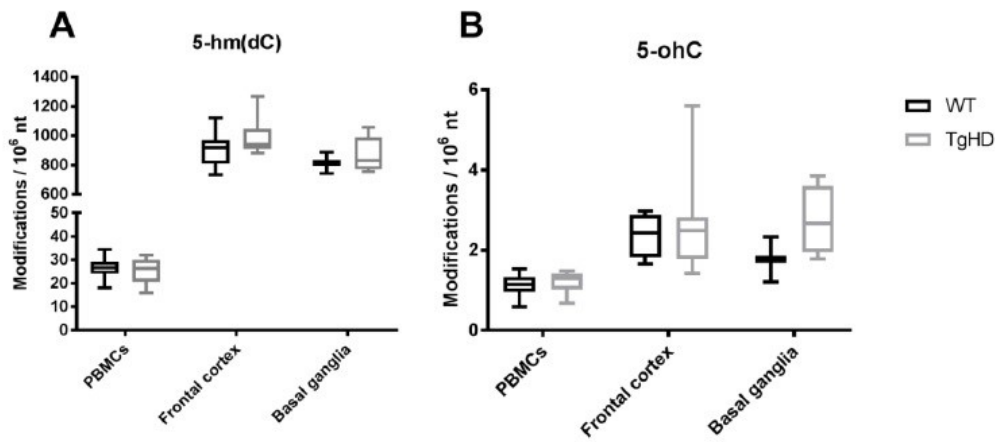 A
5-hm(dC)
Modifications / 10⁶ nt
1400
1200
1000
800
600
50
40
30
20
10
0
PBMCs
Frontal cortex
Basal ganglia
B
5-ohC
Modifications / 10⁶ nt
6
4
2
0
PBMCs
Frontal cortex
Basal ganglia
WT
TgHD